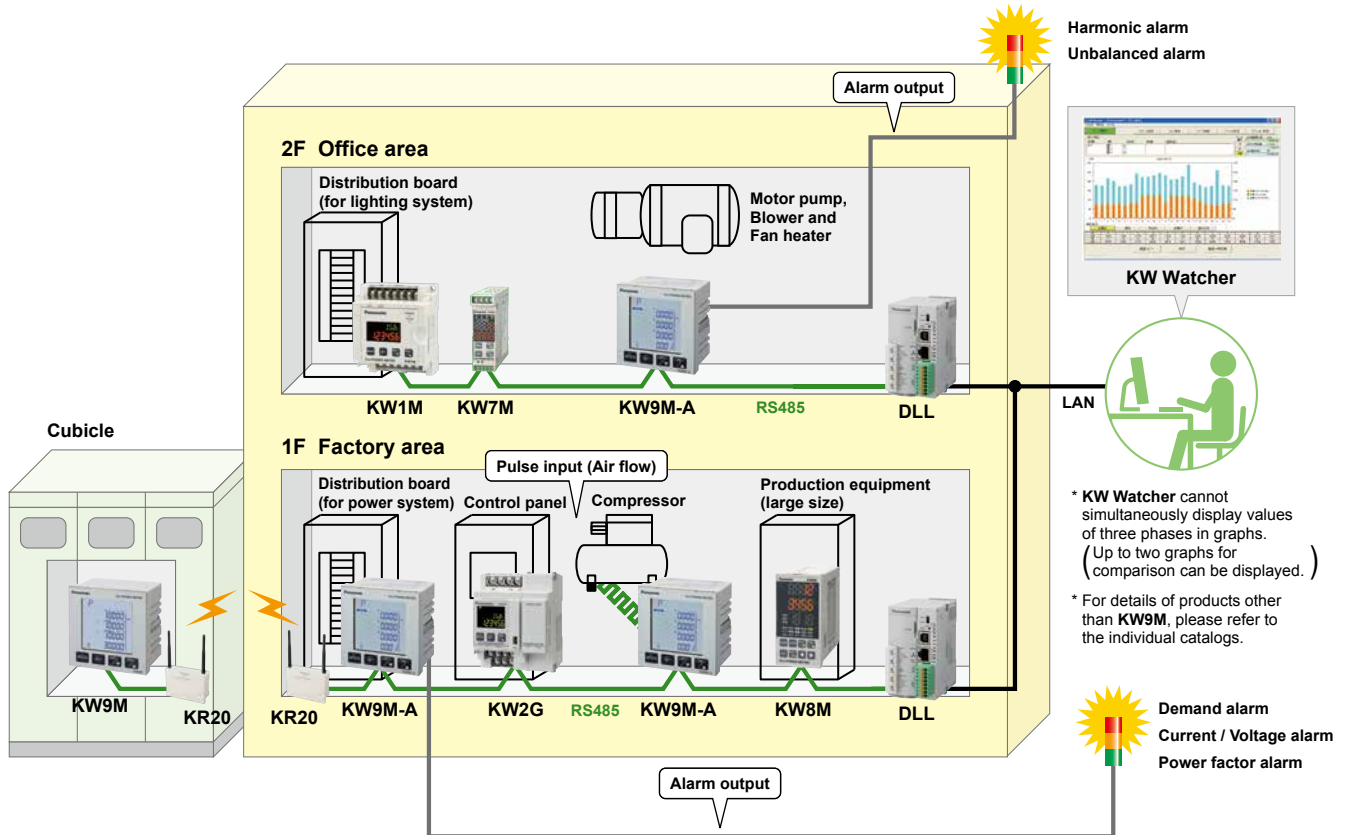 Harmonic alarm
Unbalanced alarm
Alarm output
2F Office area
Distribution board
(for lighting system)
Motor pump,
Blower and
Fan heater
KW Watcher
Panasonic
123456
KW1M
KW7M
KW9M-A
RS485
DLL
LAN
Cubicle
1F Factory area
Pulse input (Air flow)
Distribution board
(for power system)
Control panel
Compressor
Production equipment
(large size)
* KW Watcher cannot
simultaneously display values
of three phases in graphs.
(Up to two graphs for
comparison can be displayed.)
* For details of products other
than KW9M, please refer to
the individual catalogs.
KW9M
KR20
KR20
KW9M-A
KW2G
RS485
KW9M-A
KW8M
DLL
Demand alarm
Current / Voltage alarm
Power factor alarm
Alarm output